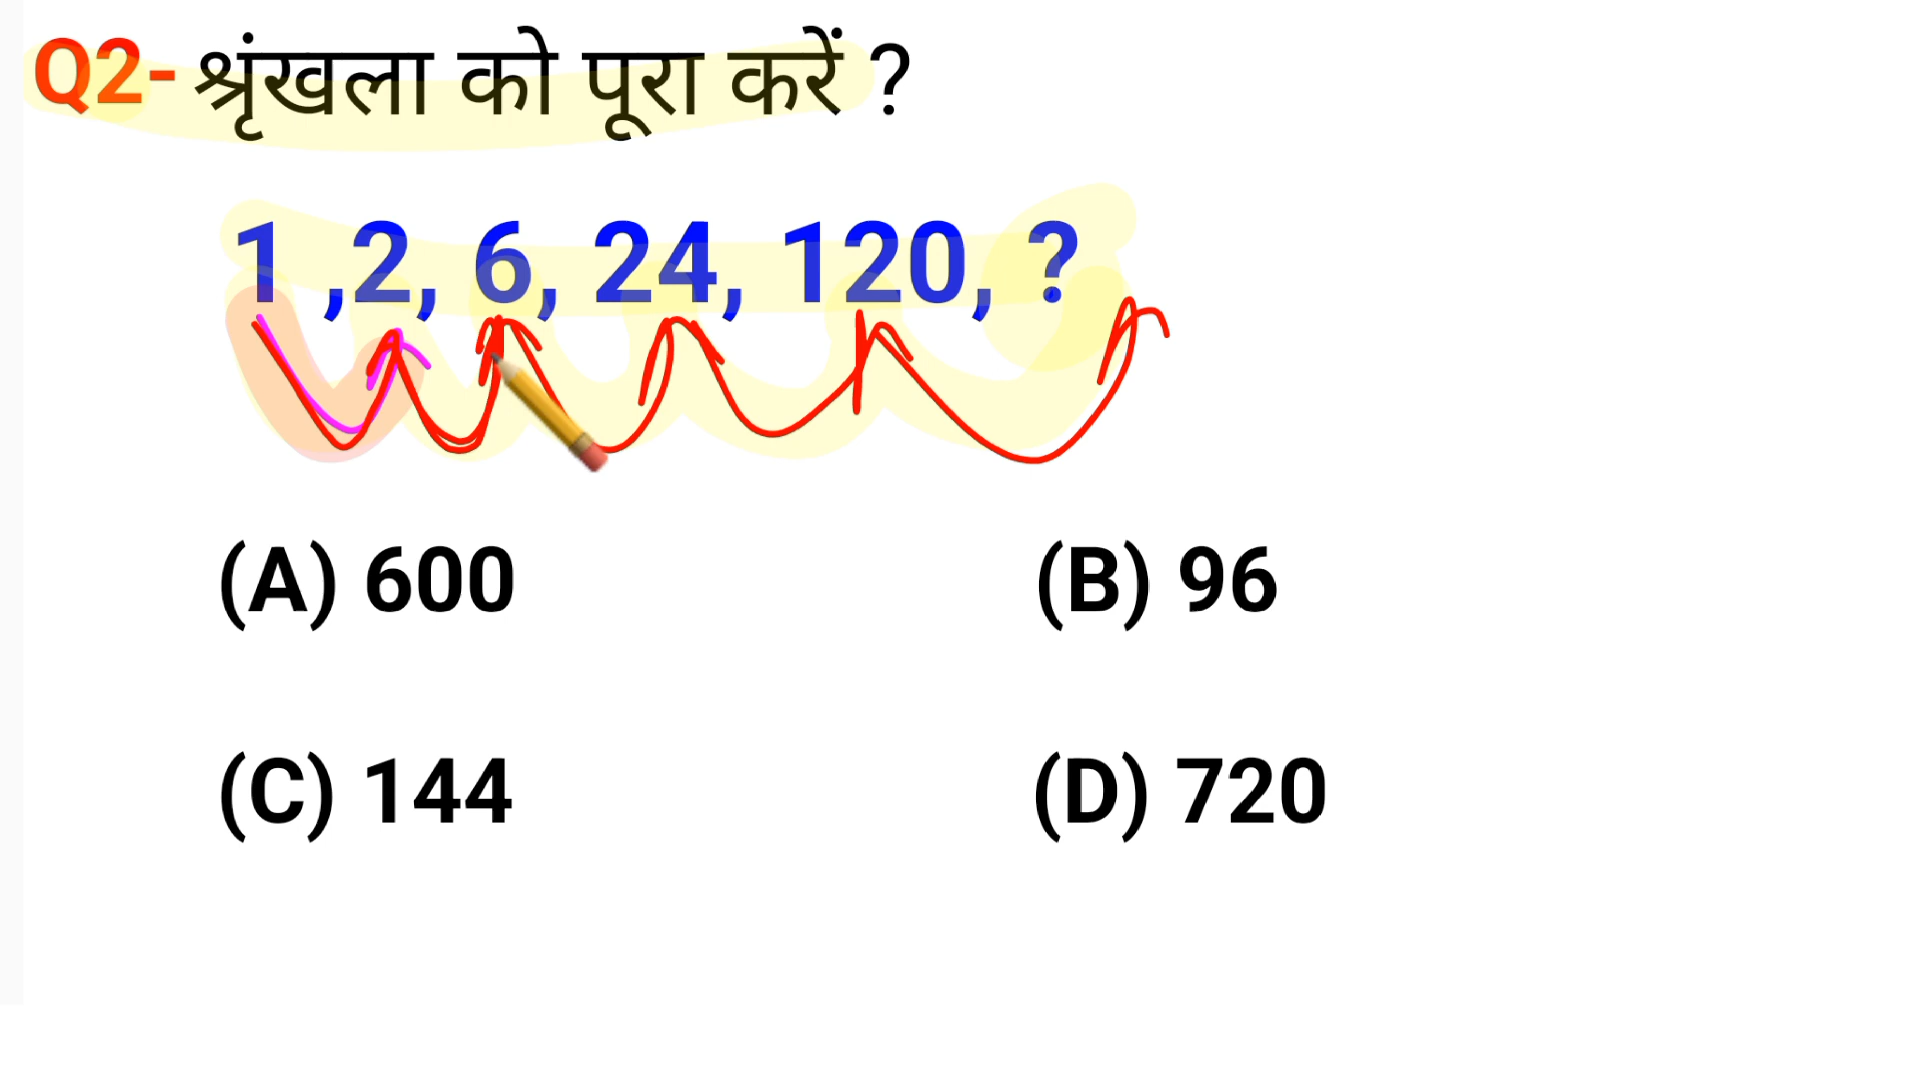 Q2- श्रृंखला को पूरा करें ?
1 ,2, 6, 24, 120, ?
(A) 600 (B) 96
(C) 144 (D) 720